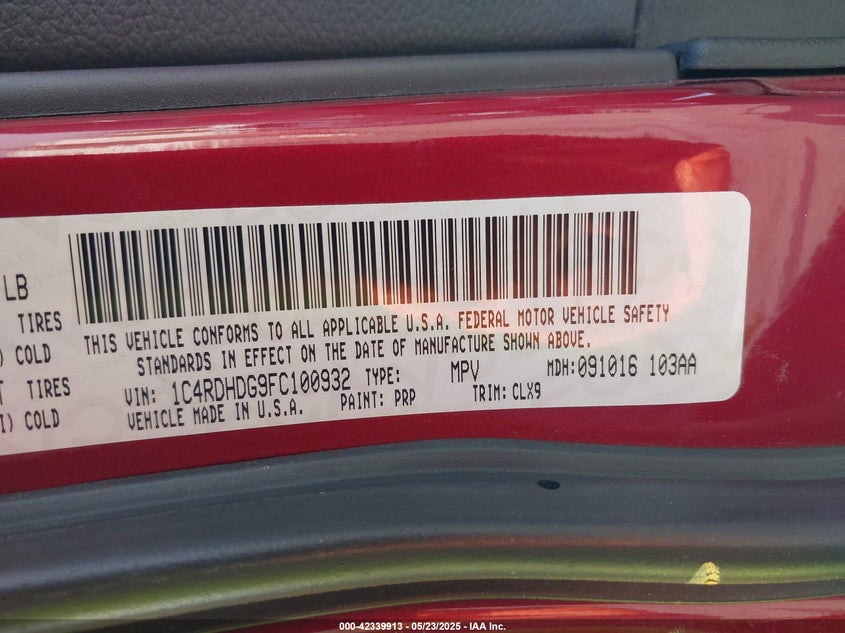 LB
TIRES
) COLD
T TIRES
I) COLD
THIS VEHICLE CONFORMS TO ALL APPLICABLE U.S.A. FEDERAL MOTOR VEHICLE SAFETY
STANDARDS IN EFFECT ON THE DATE OF MANUFACTURE SHOWN ABOVE.
VIN: 1C4RDHDG9FC100932 TYPE: MPV MDH:091016 103AA
VEHICLE MADE IN U.S.A. PAINT: PRP TRIM: CLX9
000-42339913 - 05/23/2025 - IAA Inc.